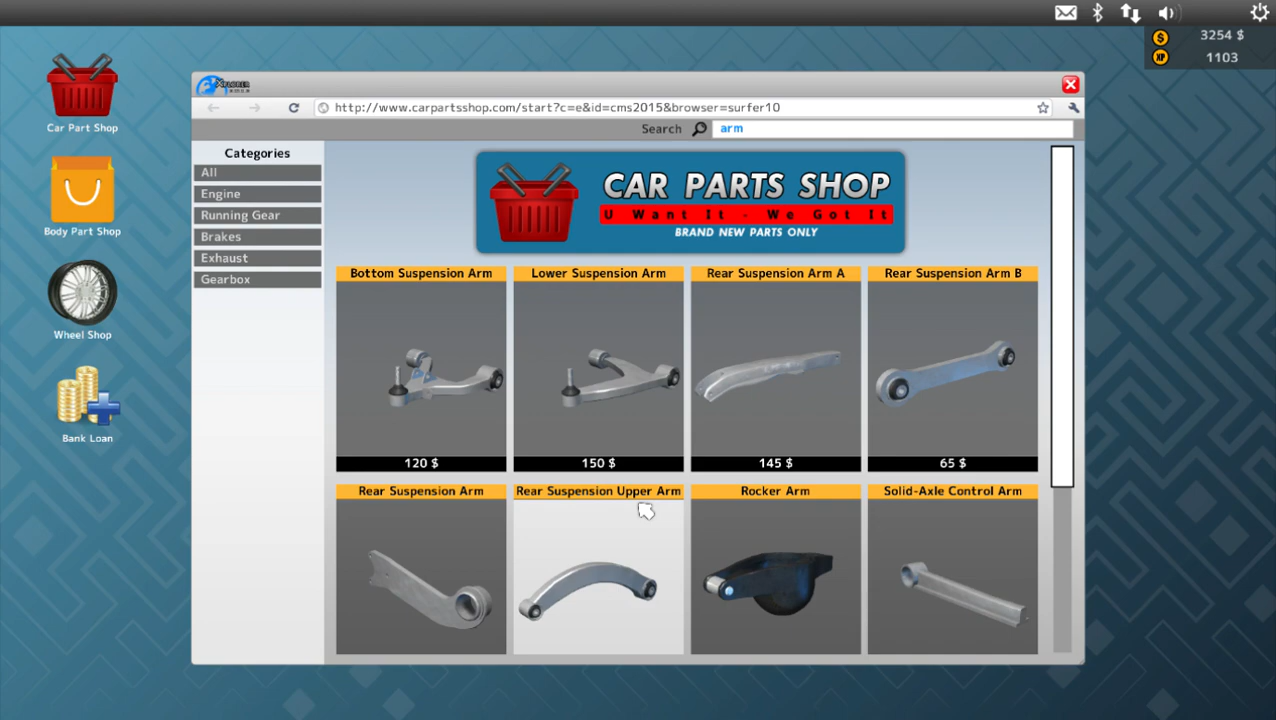 3254 $
1103
Car Part Shop
Body Part Shop
Wheel Shop
Bank Loan
XPLORER
http://www.carpartsshop.com/start?c=e&id=cms2015&browser=surfer10
Search
arm
Categories
All
Engine
Running Gear
Brakes
Exhaust
Gearbox
CAR PARTS SHOP
U Want It - We Got It
BRAND NEW PARTS ONLY
Bottom Suspension Arm
Lower Suspension Arm
Rear Suspension Arm A
Rear Suspension Arm B
120 $
150 $
145 $
65 $
Rear Suspension Arm
Rear Suspension Upper Arm
Rocker Arm
Solid-Axle Control Arm